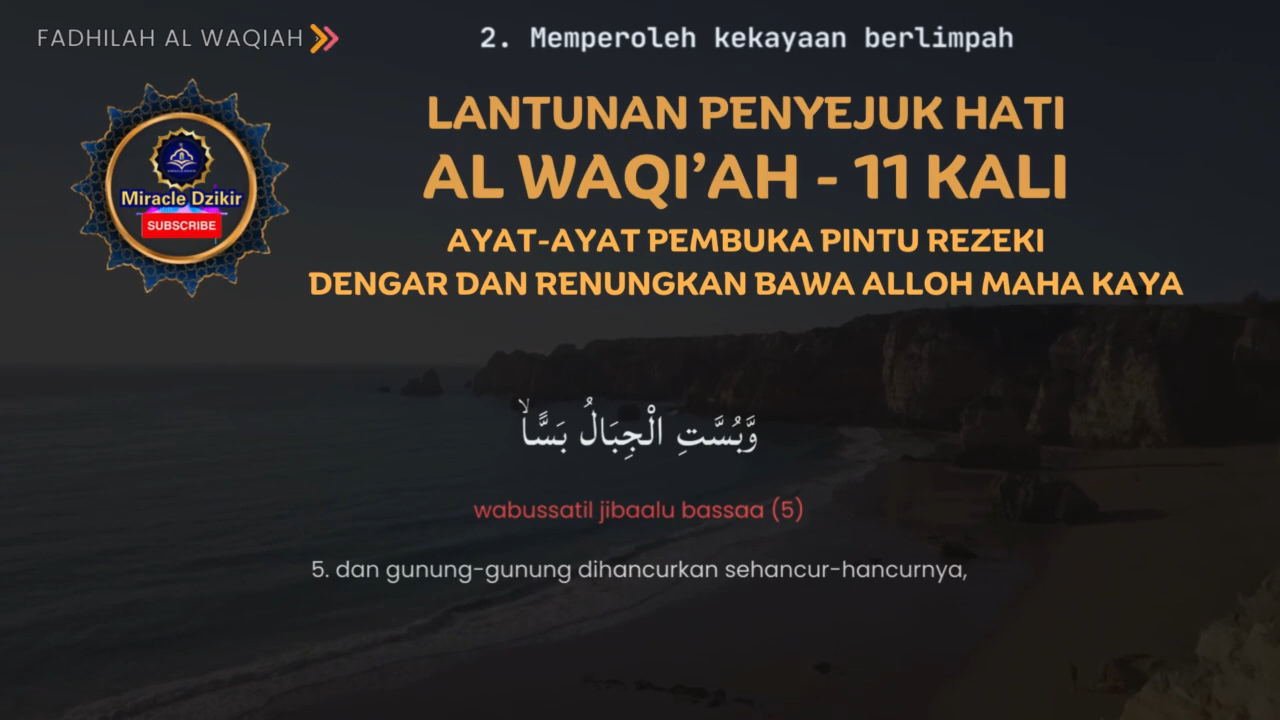 FADHILAH AL WAQIAH
2. Memperoleh kekayaan berlimpah
LANTUNAN PENYEJUK HATI
AL WAQI’AH - 11 KALI
AYAT-AYAT PEMBUKA PINTU REZEKI
DENGAR DAN RENUNGKAN BAWA ALLOH MAHA KAYA
Miracle Dzikir
SUBSCRIBE
وَّبُسَّتِ الْجِبَالُ بَسًّاۙ
wabussatil jibaalu bassaa (5)
5. dan gunung-gunung dihancurkan sehancur-hancurnya,